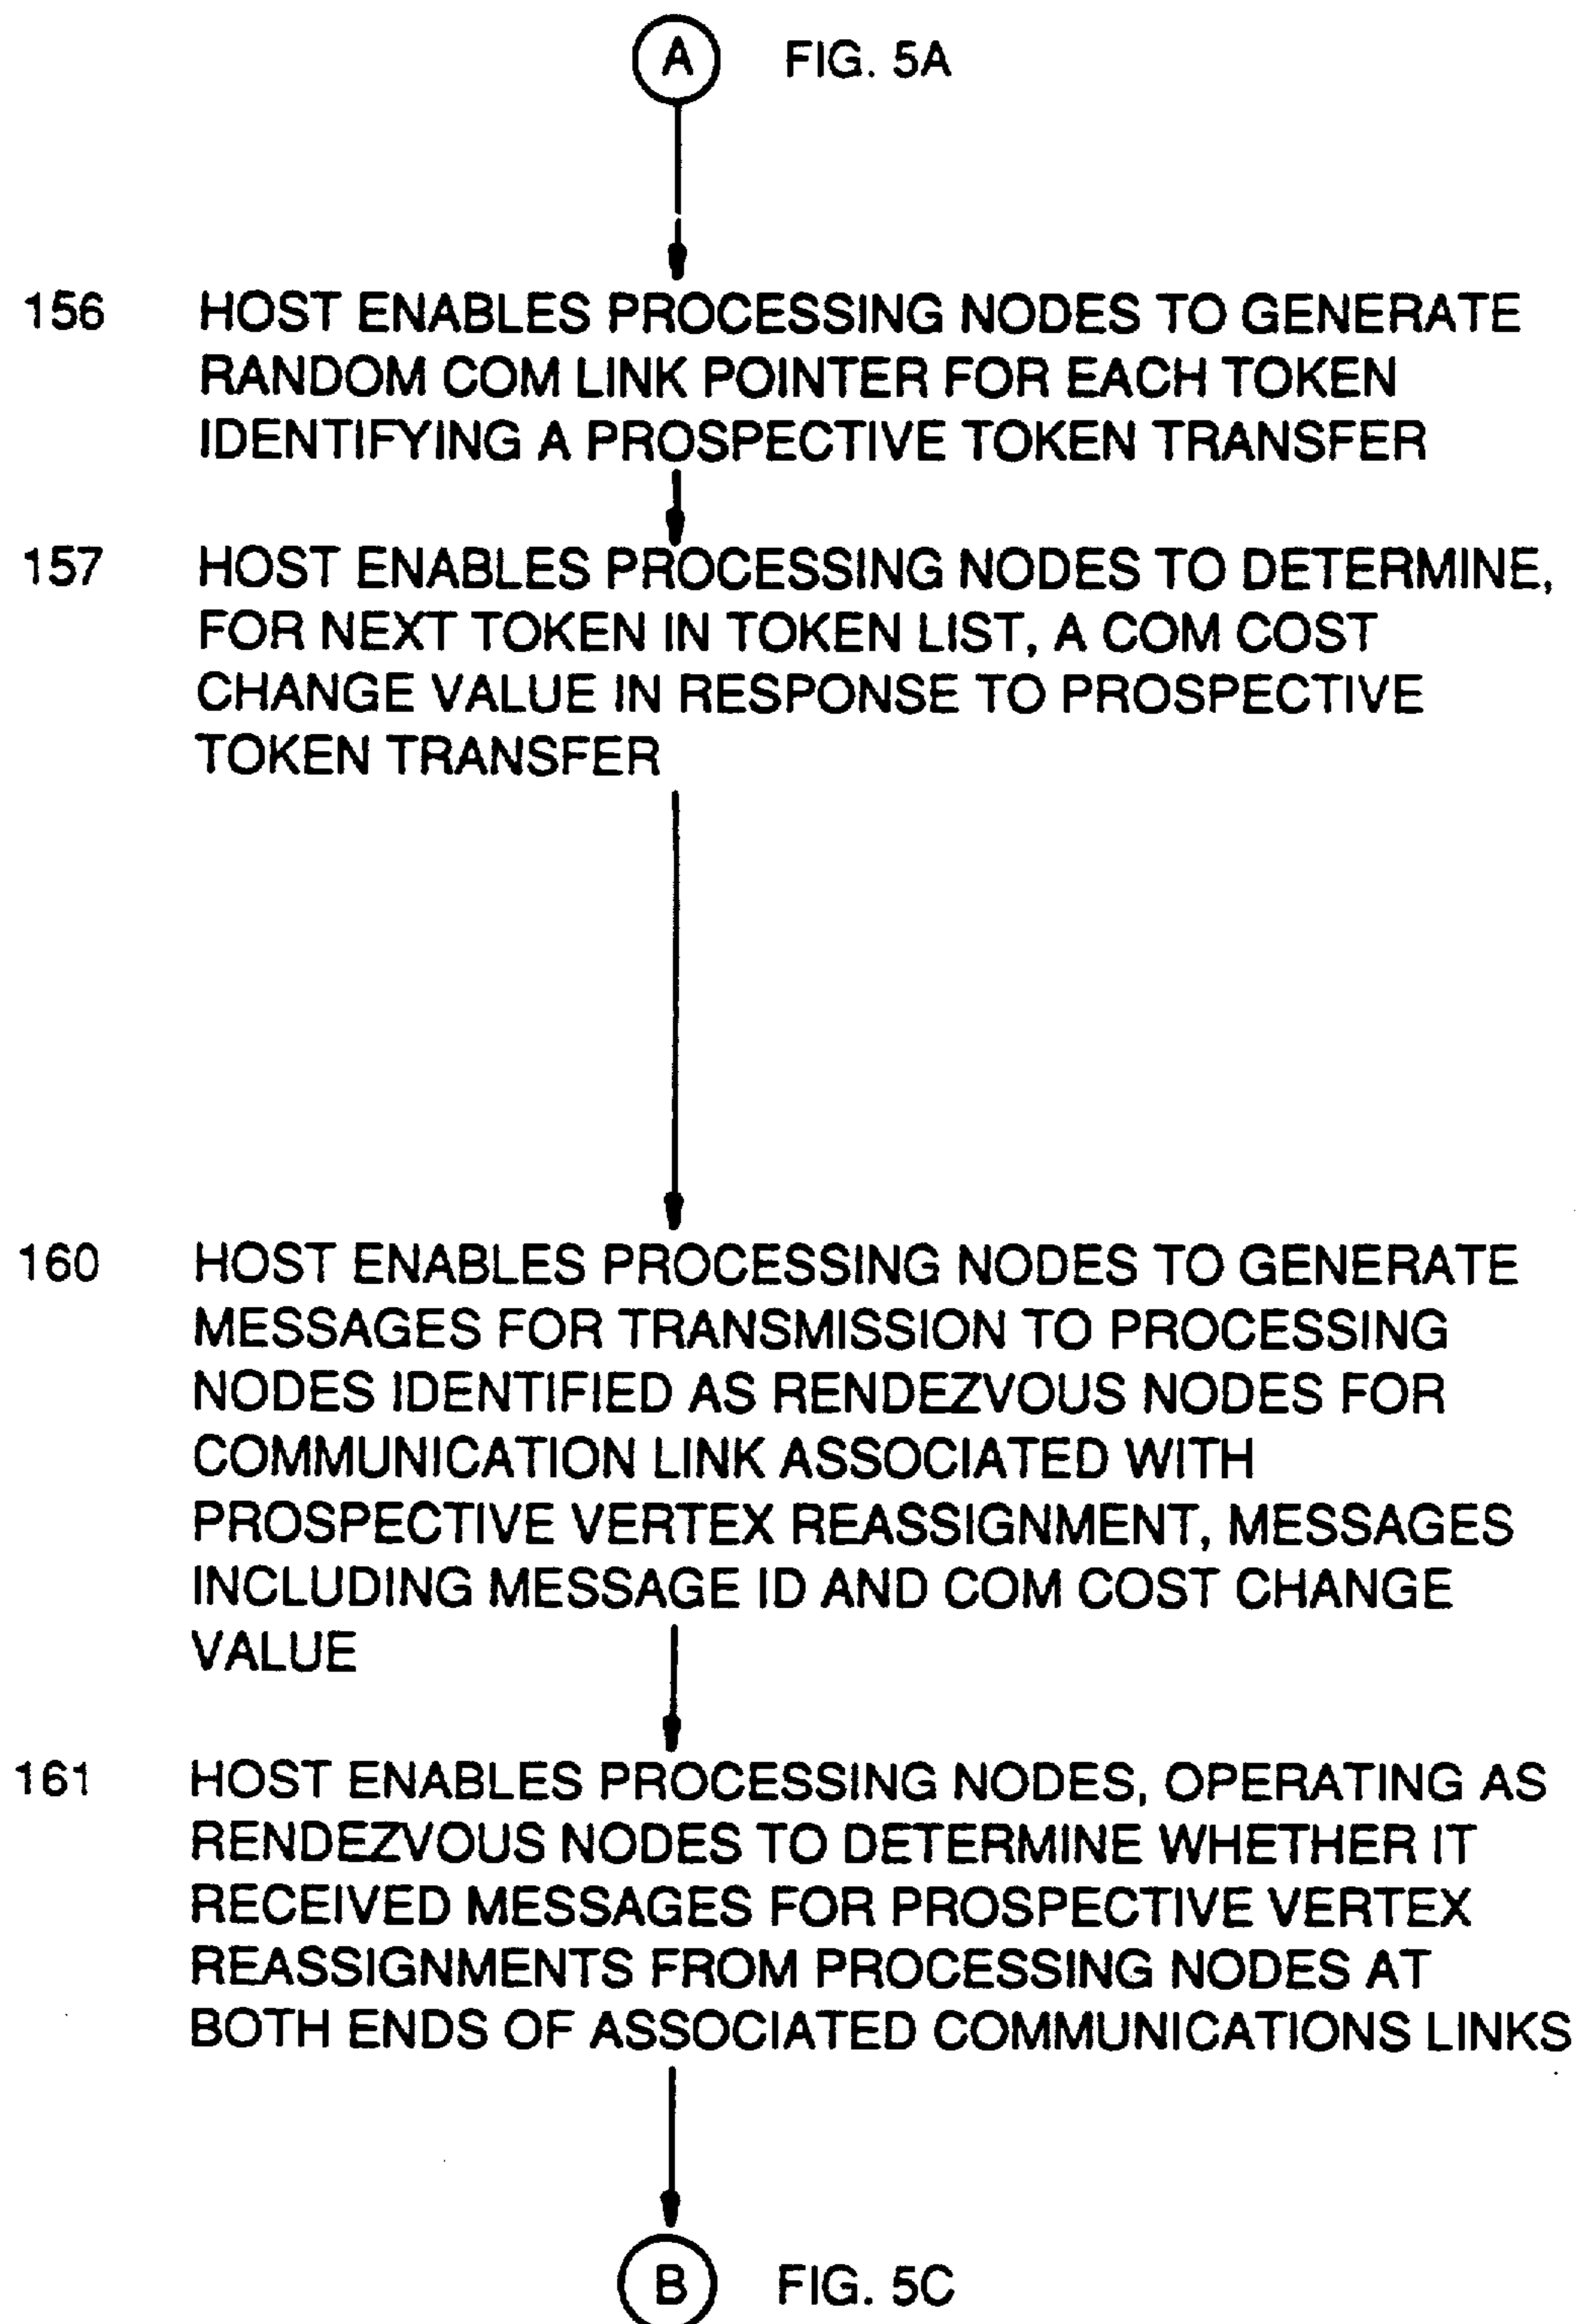 A FIG. 5A
156 HOST ENABLES PROCESSING NODES TO GENERATE
RANDOM COM LINK POINTER FOR EACH TOKEN
IDENTIFYING A PROSPECTIVE TOKEN TRANSFER
157 HOST ENABLES PROCESSING NODES TO DETERMINE,
FOR NEXT TOKEN IN TOKEN LIST, A COM COST
CHANGE VALUE IN RESPONSE TO PROSPECTIVE
TOKEN TRANSFER
160 HOST ENABLES PROCESSING NODES TO GENERATE
MESSAGES FOR TRANSMISSION TO PROCESSING
NODES IDENTIFIED AS RENDEZVOUS NODES FOR
COMMUNICATION LINK ASSOCIATED WITH
PROSPECTIVE VERTEX REASSIGNMENT, MESSAGES
INCLUDING MESSAGE ID AND COM COST CHANGE
VALUE
161 HOST ENABLES PROCESSING NODES, OPERATING AS
RENDEZVOUS NODES TO DETERMINE WHETHER IT
RECEIVED MESSAGES FOR PROSPECTIVE VERTEX
REASSIGNMENTS FROM PROCESSING NODES AT
BOTH ENDS OF ASSOCIATED COMMUNICATIONS LINKS
B FIG. 5C